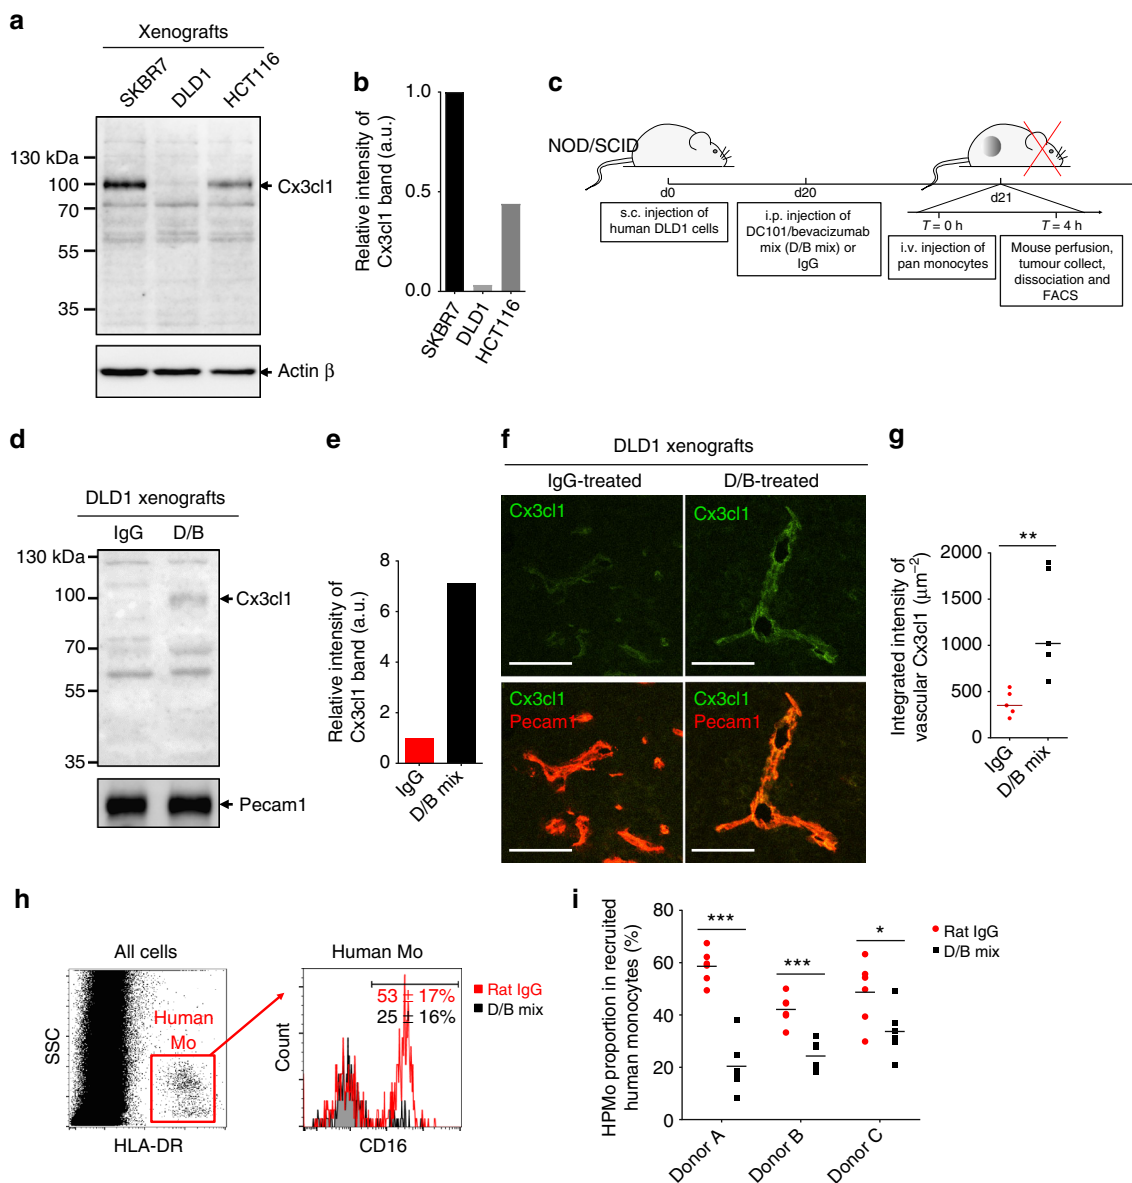 a
Xenografts
SKBR7
DLD1
HCT116
130 kDa
100
70
55
35
Cx3cl1
Actin β
b
Relative intensity of
Cx3cl1 band (a.u.)
1.0
0.5
0.0
SKBR7
DLD1
HCT116
c
NOD/SCID
d0
d20
d21
s.c. injection of
human DLD1 cells
i.p. injection of
DC101/bevacizumab
mix (D/B mix) or
IgG
T = 0 h
T = 4 h
i.v. injection of
pan monocytes
Mouse perfusion,
tumour collect,
dissociation and
FACS
d
DLD1 xenografts
IgG
D/B
130 kDa
100
70
55
35
Cx3cl1
Pecam1
e
Relative intensity of
Cx3cl1 band (a.u.)
8
6
4
2
0
IgG
D/B mix
f
DLD1 xenografts
IgG-treated
D/B-treated
Cx3cl1
Cx3cl1
Cx3cl1
Pecam1
Cx3cl1
Pecam1
g
Integrated intensity of
vascular Cx3cl1 (µm⁻²)
2000
1500
1000
500
0
**
IgG
D/B mix
h
All cells
SSC
Human
Mo
HLA-DR
Human Mo
53 ± 17%
25 ± 16%
Rat IgG
D/B mix
Count
CD16
i
HPMo proportion in recruited
human monocytes (%)
80
60
40
20
0
***
***
*
Rat IgG
D/B mix
Donor A
Donor B
Donor C